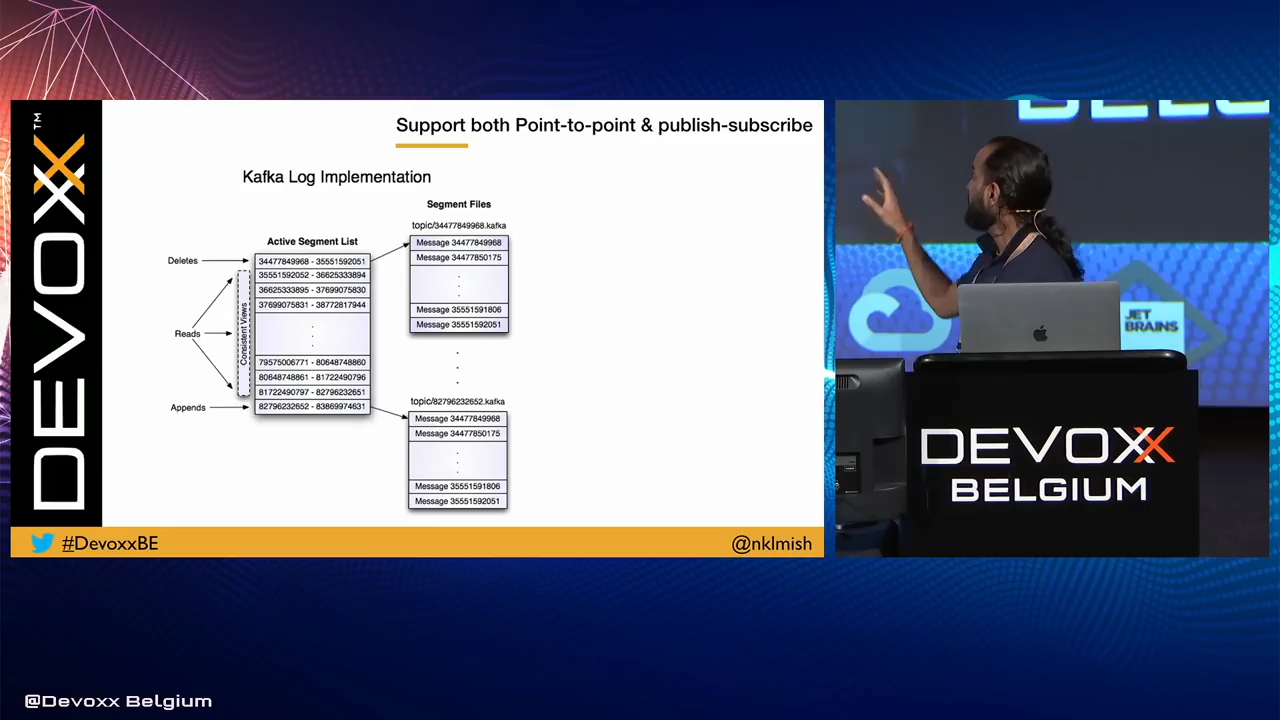 DEVOXX™
Support both Point-to-point & publish-subscribe
Kafka Log Implementation
Segment Files
topic/34477849968.kafka
Active Segment List
Message 34477849968
Message 34477850175
Deletes
34477849968 - 35551592051
35551592052 - 36625333894
36625333895 - 37699075830
37699075831 - 38772817944
Message 35551591806
Message 35551592051
Reads
Consistent Views
79575006771 - 80648748860
80648748861 - 81722490796
81722490797 - 82796232651
Appends
82796232652 - 83869974631
topic/82796232652.kafka
Message 34477849968
Message 34477850175
Message 35551591806
Message 35551592051
#DevoxxBE
@nklmish
JET
BRAINS
DEVOXX
BELGIUM
@Devoxx Belgium